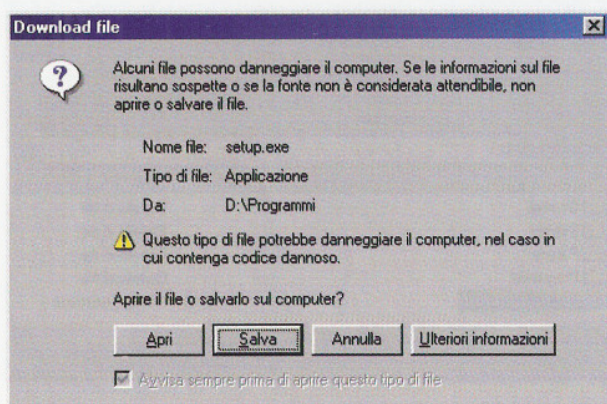 Download file
Alcuni file possono danneggiare il computer. Se le informazioni sul file
risultano sospette o se la fonte non è considerata attendibile, non
aprire o salvare il file.
Nome file: setup.exe
Tipo di file: Applicazione
Da: D:\Programmi
Questo tipo di file potrebbe danneggiare il computer, nel caso in
cui contenga codice dannoso.
Aprire il file o salvarlo sul computer?
Apri Salva Annulla Ulteriori informazioni
Avvisa sempre prima di aprire questo tipo di file